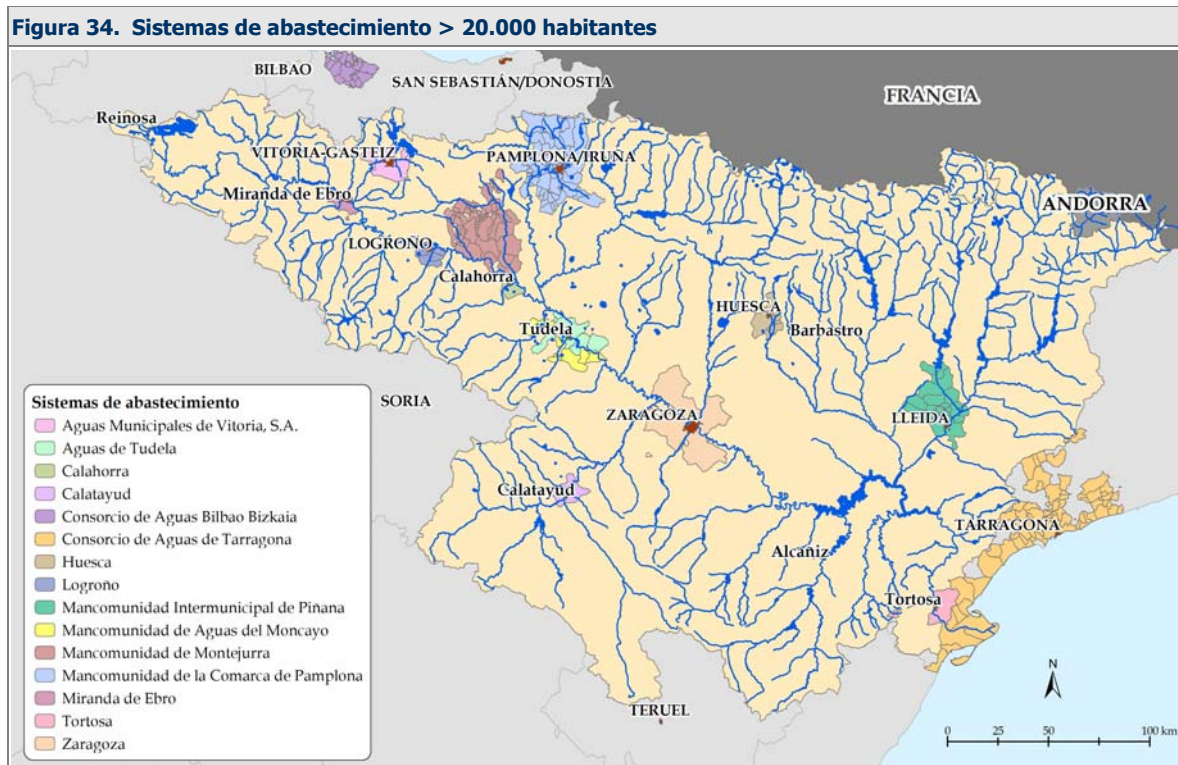 Figura 34. Sistemas de abastecimiento > 20.000 habitantes
BILBAO
SAN SEBASTIÁN/DONOSTIA
FRANCIA
Reinosa
VITORIA-GASTEIZ
PAMPLONA/IRUÑA
Miranda de Ebro
ANDORRA
LOGROÑO
Calahorra
HUESCA
Tudela
Barbastro
SORIA
ZARAGOZA
LLEIDA
Calatayud
TARRAGONA
Alcañiz
Tortosa
TERUEL
Sistemas de abastecimiento
Aguas Municipales de Vitoria, S.A.
Aguas de Tudela
Calahorra
Calatayud
Consorcio de Aguas Bilbao Bizkaia
Consorcio de Aguas de Tarragona
Huesca
Logroño
Mancomunidad Intermunicipal de Piñana
Mancomunidad de Aguas del Moncayo
Mancomunidad de Montejurra
Mancomunidad de la Comarca de Pamplona
Miranda de Ebro
Tortosa
Zaragoza
N
0 25 50 100 km